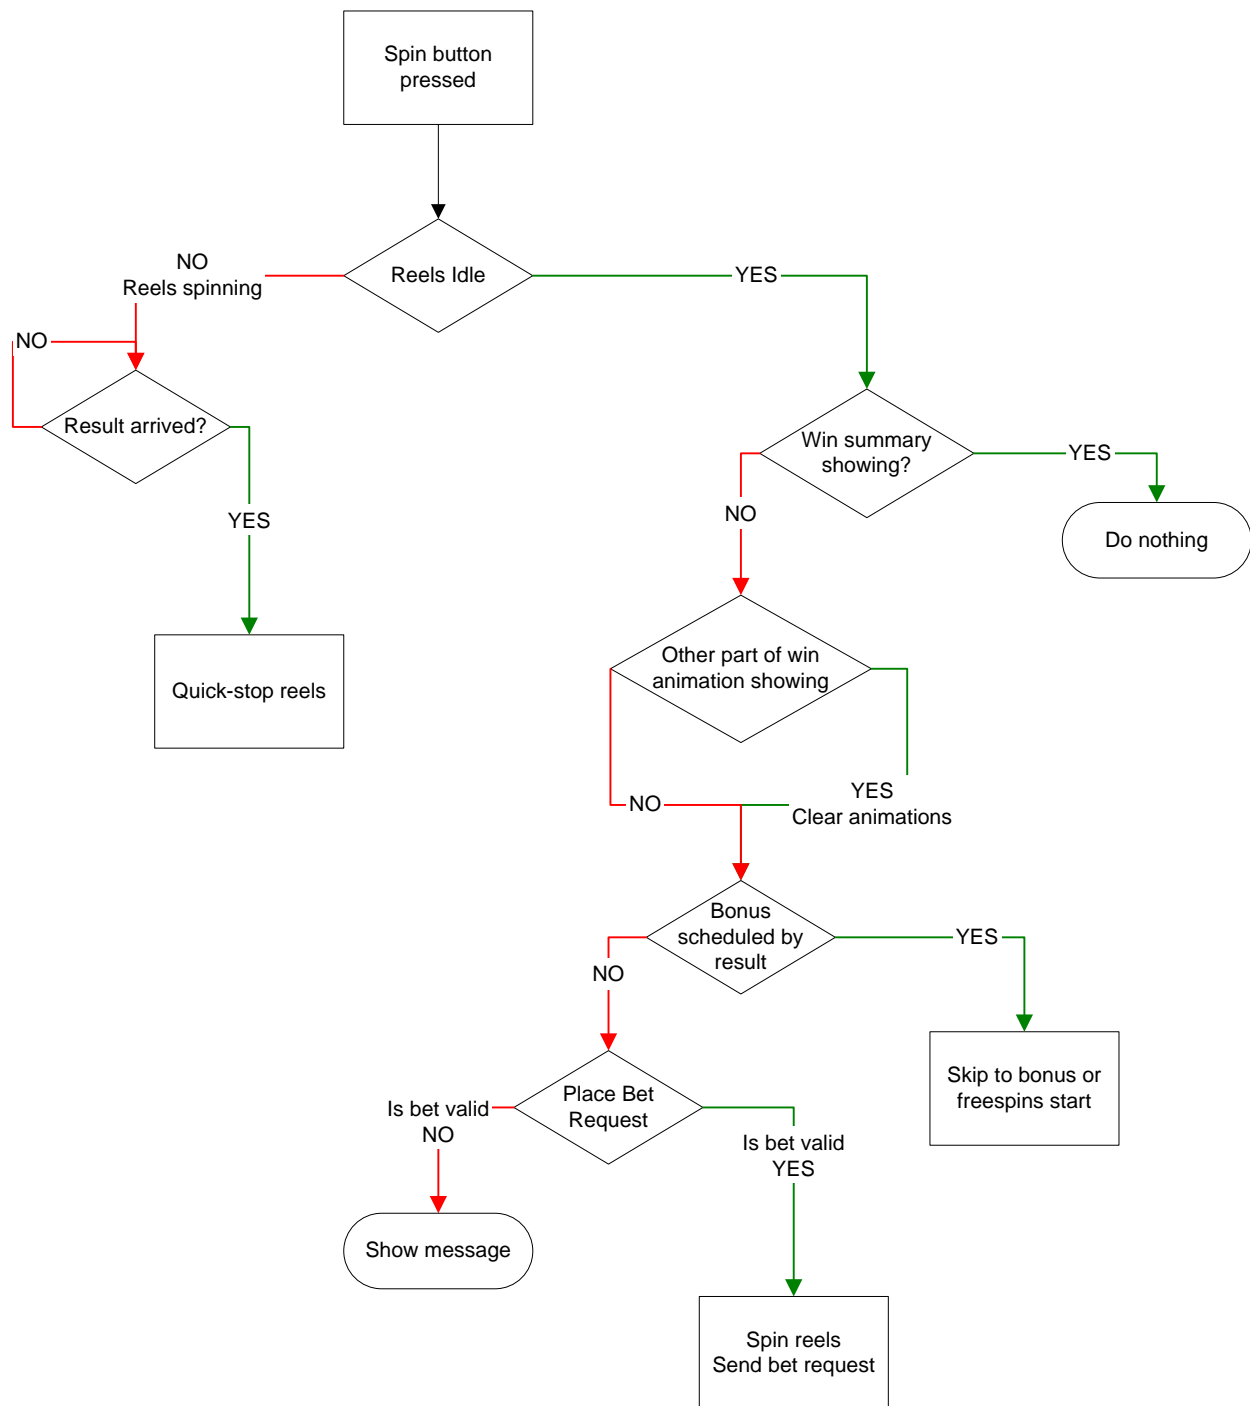 Spin button
pressed
Reels Idle
NO
Reels spinning
YES
NO
Result arrived?
YES
Quick-stop reels
Win summary
showing?
YES
Do nothing
NO
Other part of win
animation showing
NO
YES
Clear animations
Bonus
scheduled by
result
YES
Skip to bonus or
freespins start
NO
Place Bet
Request
Is bet valid
NO
Show message
Is bet valid
YES
Spin reels
Send bet request